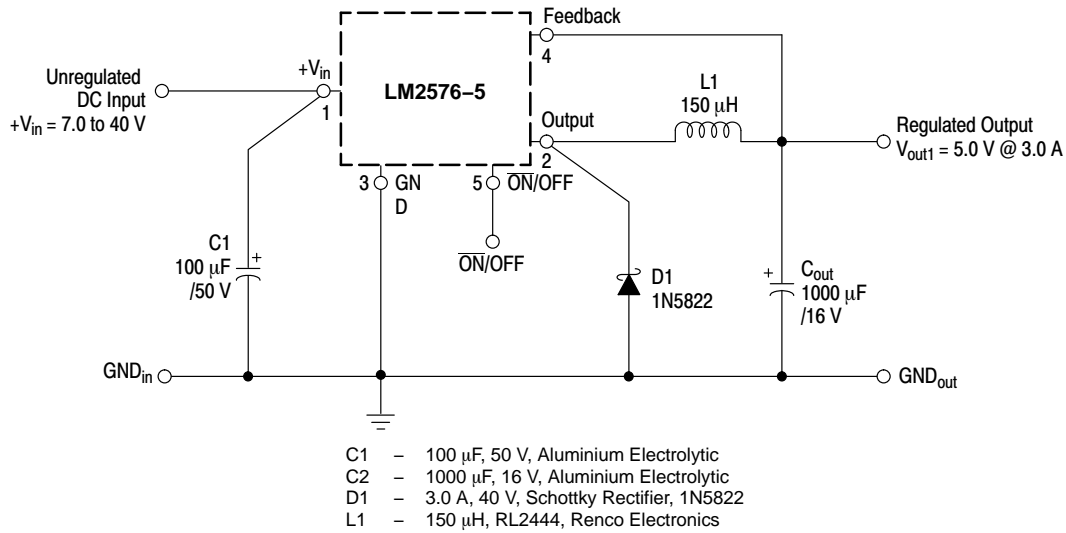 Feedback
4
Unregulated
DC Input
+Vin = 7.0 to 40 V
+Vin
1
LM2576−5
L1
150 μH
Output
2
Regulated Output
Vout1 = 5.0 V @ 3.0 A
3
GN
D
5
ON/OFF
ON/OFF
C1
100 μF
/50 V
+
D1
1N5822
+
Cout
1000 μF
/16 V
GNDin
GNDout
C1 – 100 μF, 50 V, Aluminium Electrolytic
C2 – 1000 μF, 16 V, Aluminium Electrolytic
D1 – 3.0 A, 40 V, Schottky Rectifier, 1N5822
L1 – 150 μH, RL2444, Renco Electronics